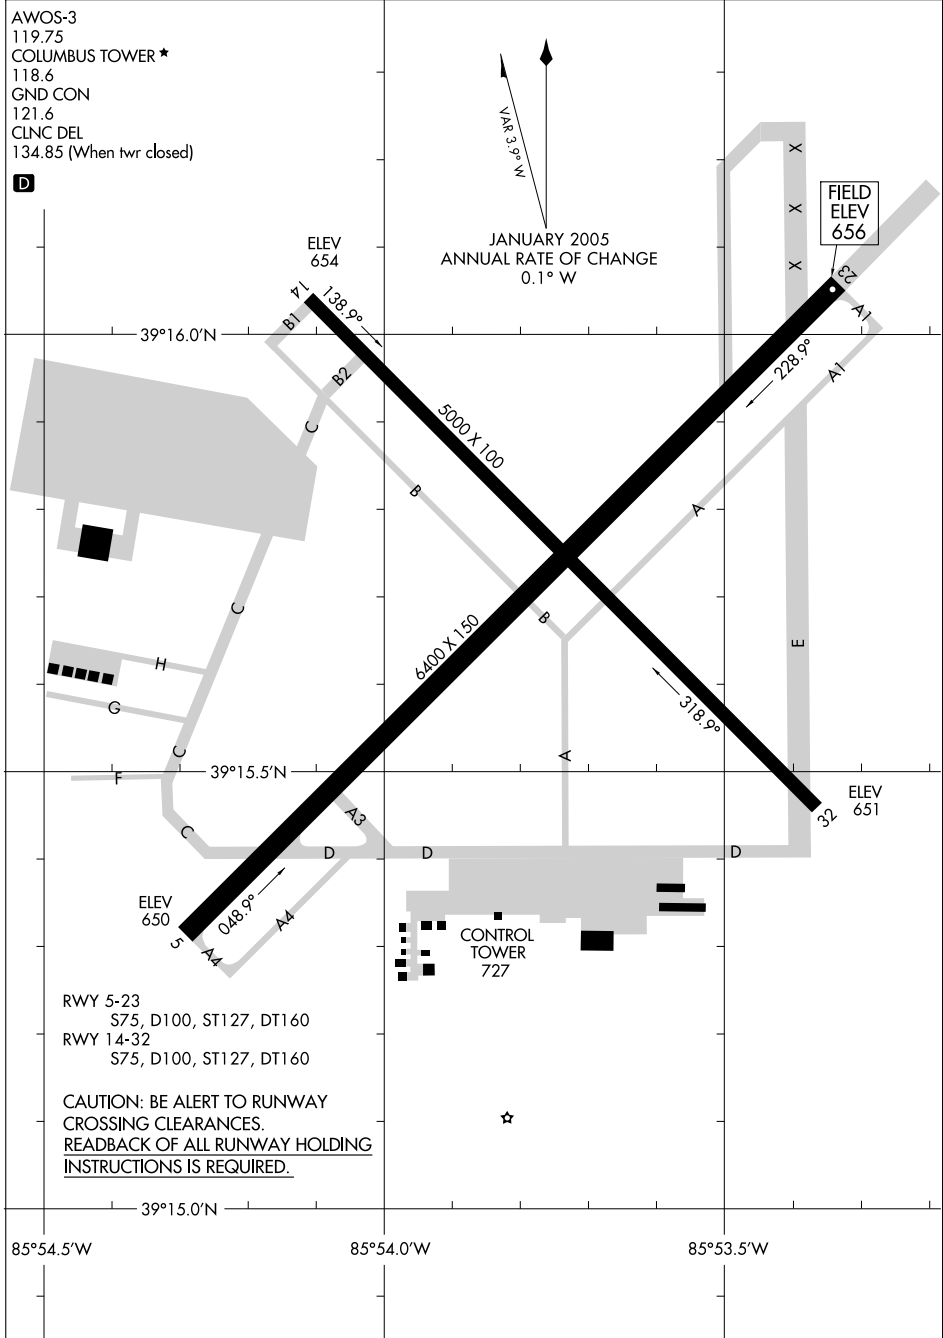 AWOS-3
119.75
COLUMBUS TOWER ★
118.6
GND CON
121.6
CLNC DEL
134.85 (When twr closed)
D
VAR 3.9° W
JANUARY 2005
ANNUAL RATE OF CHANGE
0.1° W
X
X
X
FIELD
ELEV
656
23
ELEV
654
14
138.9°
B1
39°16.0'N
A1
228.9°
A1
B2
C
5000 X 100
B
A
C
B
6400 X 150
E
H
G
318.9°
C
A
F
39°15.5'N
ELEV
651
32
A3
C
D
D
D
ELEV
650
048.9°
A4
5
A4
CONTROL
TOWER
727
RWY 5-23
S75, D100, ST127, DT160
RWY 14-32
S75, D100, ST127, DT160
CAUTION: BE ALERT TO RUNWAY
CROSSING CLEARANCES.
READBACK OF ALL RUNWAY HOLDING
INSTRUCTIONS IS REQUIRED.
39°15.0'N
85°54.5'W
85°54.0'W
85°53.5'W